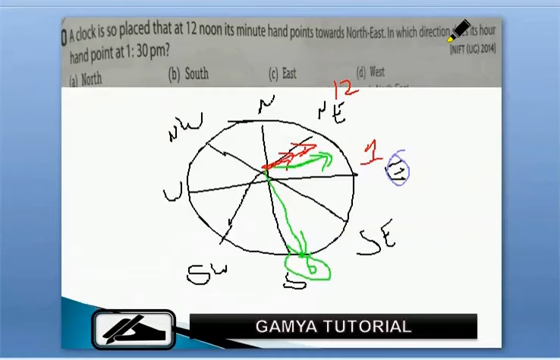 A clock is so placed that at 12 noon its minute hand points towards North-East. In which direction its hour
hand point at 1: 30 pm?
[NIFT (UG) 2014]
(a) North (b) South (c) East (d) West
12
N
NE
NW
1
E
W
SE
SW
S
6
GAMYA TUTORIAL